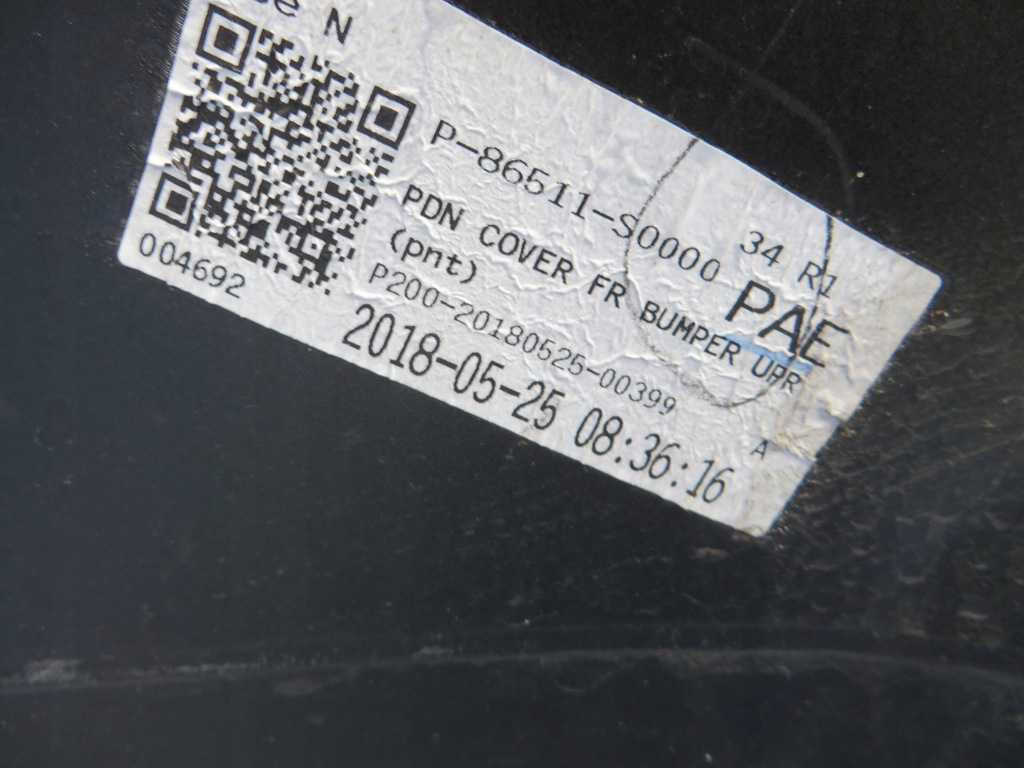 N
P-86511-S0000 34 R1
PDN COVER FR BUMPER UPR
(pnt)
PAE
P200-20180525-00399 A
2018-05-25 08:36:16
004692